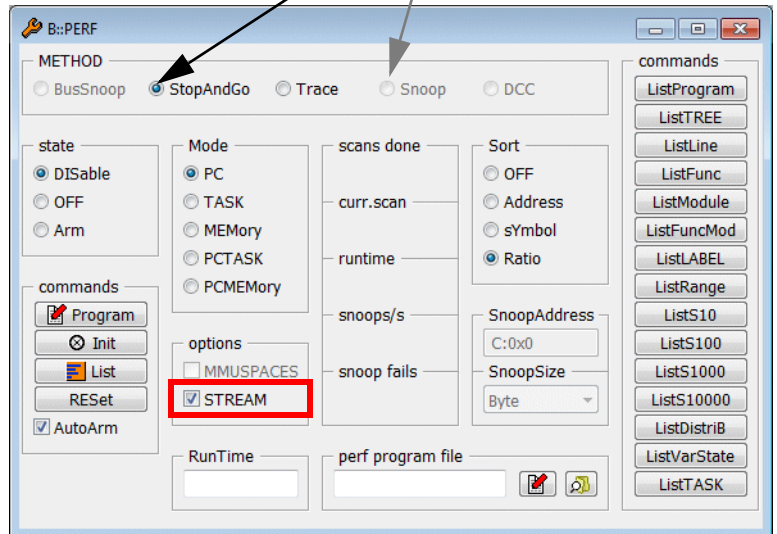 B::PERF
METHOD
BusSnoop StopAndGo Trace Snoop DCC
state
DISable
OFF
Arm
Mode
PC
TASK
MEMory
PCTASK
PCMEMory
scans done
curr.scan
runtime
snoops/s
snoop fails
Sort
OFF
Address
sYmbol
Ratio
commands
Program
Init
List
RESet
AutoArm
options
MMUSPACES
STREAM
SnoopAddress
C:0x0
SnoopSize
Byte
RunTime
perf program file
commands
ListProgram
ListTREE
ListLine
ListFunc
ListModule
ListFuncMod
ListLABEL
ListRange
ListS10
ListS100
ListS1000
ListS10000
ListDistriB
ListVarState
ListTASK